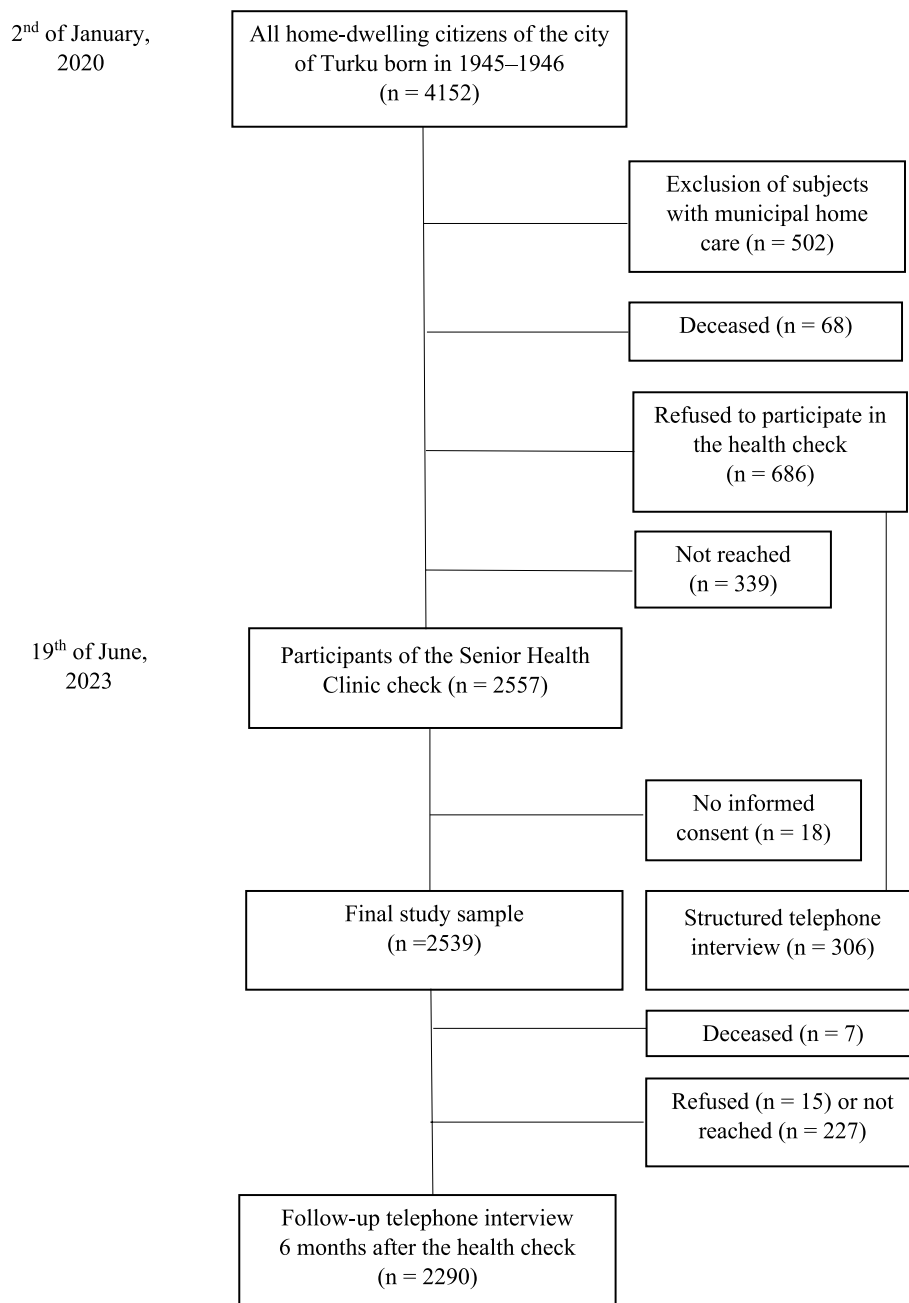 2nd of January,
2020
All home-dwelling citizens of the city
of Turku born in 1945–1946
(n = 4152)
Exclusion of subjects
with municipal home
care (n = 502)
Deceased (n = 68)
Refused to participate in
the health check
(n = 686)
Not reached
(n = 339)
19th of June,
2023
Participants of the Senior Health
Clinic check (n = 2557)
No informed
consent (n = 18)
Final study sample
(n =2539)
Structured telephone
interview (n = 306)
Deceased (n = 7)
Refused (n = 15) or not
reached (n = 227)
Follow-up telephone interview
6 months after the health check
(n = 2290)